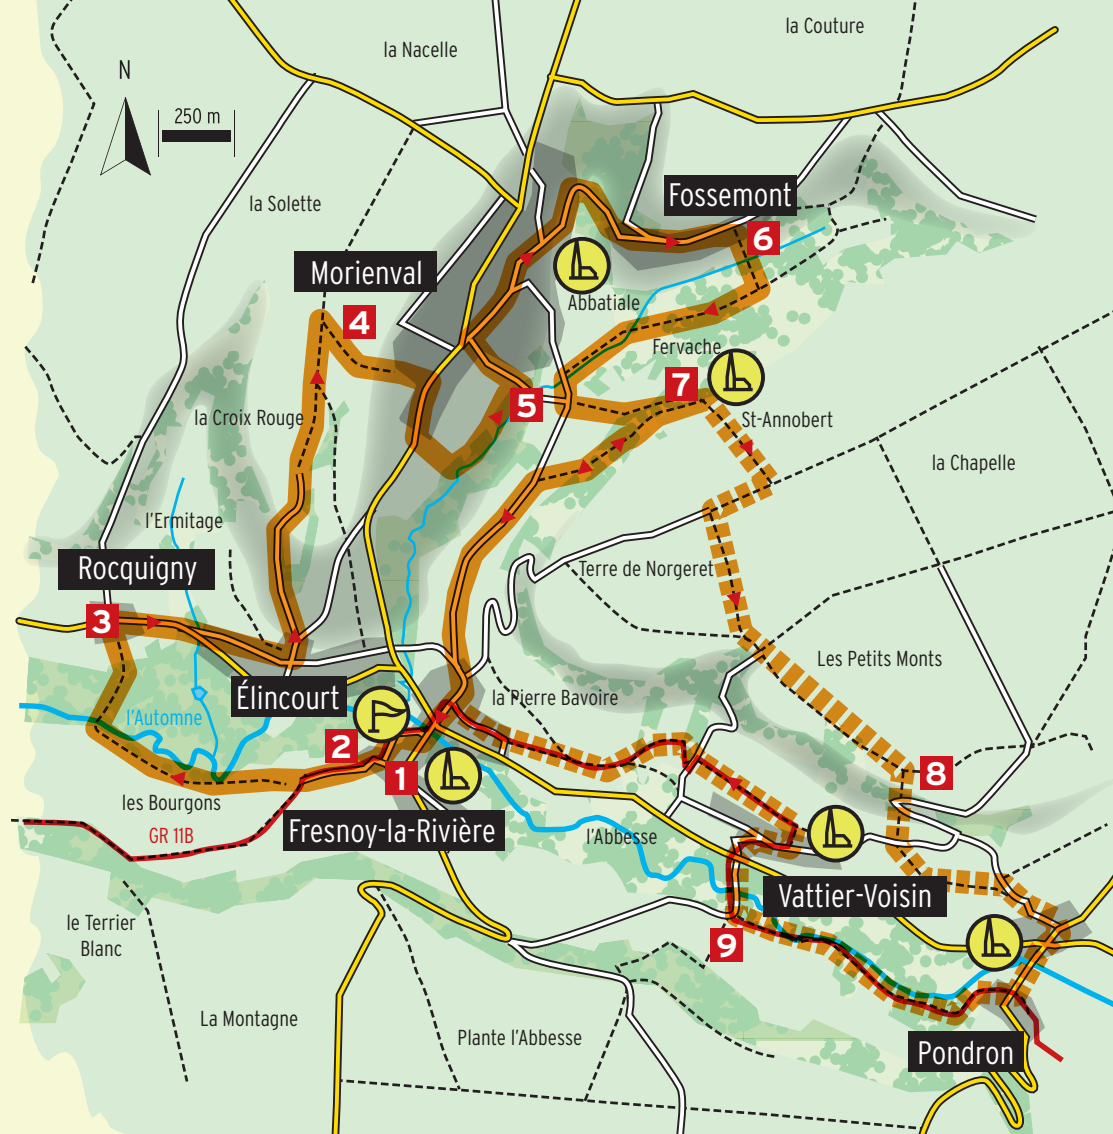 la Couture
la Nacelle
N
250 m
la Solette
Fossemont
6
Morienval
Abbatiale
4
Fervache
7
5
St-Annobert
la Croix Rouge
la Chapelle
l'Ermitage
Rocquigny
Terre de Norgeret
3
Les Petits Monts
Élincourt
la Pierre Bavoire
l'Automne
2
1
8
les Bourgons
GR 11B
Fresnoy-la-Rivière
l'Abbesse
Vattier-Voisin
le Terrier
Blanc
9
La Montagne
Plante l'Abbesse
Pondron